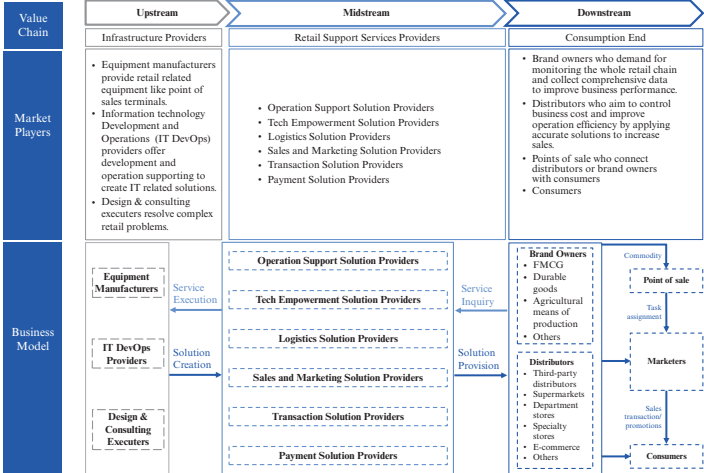 Value
Chain
Upstream
Midstream
Downstream
Infrastructure Providers
Retail Support Services Providers
Consumption End
Market
Players
• Equipment manufacturers
provide retail related
equipment like point of
sales terminals.
• Information technology
Development and
Operations (IT DevOps)
providers offer
development and
operation supporting to
create IT related solutions.
• Design & consulting
executers resolve complex
retail problems.
• Operation Support Solution Providers
• Tech Empowerment Solution Providers
• Logistics Solution Providers
• Sales and Marketing Solution Providers
• Transaction Solution Providers
• Payment Solution Providers
• Brand owners who demand for
monitoring the whole retail chain
and collect comprehensive data
to improve business performance.
• Distributors who aim to control
business cost and improve
operation efficiency by applying
accurate solutions to increase
sales.
• Points of sale who connect
distributors or brand owners
with consumers
• Consumers
Business
Model
Equipment
Manufacturers
IT DevOps
Providers
Design &
Consulting
Executers
Service
Execution
Solution
Creation
Operation Support Solution Providers
Tech Empowerment Solution Providers
Logistics Solution Providers
Sales and Marketing Solution Providers
Transaction Solution Providers
Payment Solution Providers
Service
Inquiry
Solution
Provision
Brand Owners
• FMCG
• Durable
goods
• Agricultural
means of
production
• Others
Distributors
• Third-party
distributors
• Supermarkets
• Department
stores
• Specialty
stores
• E-commerce
• Others
Commodity
Point of sale
Task
assignment
Marketers
Sales
transaction/
promotions
Consumers